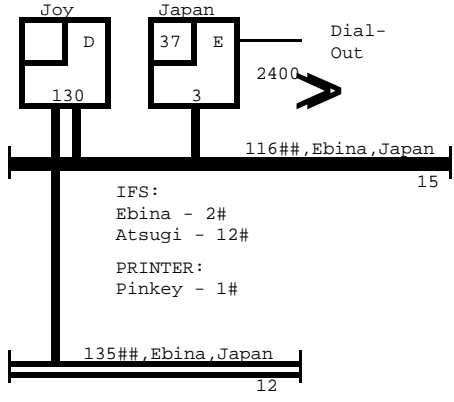 Joy
Japan
D
37 E
Dial-
Out
2400
130
3
116##,Ebina,Japan
15
IFS:
Ebina - 2#
Atsugi - 12#
PRINTER:
Pinkey - 1#
135##,Ebina,Japan
12